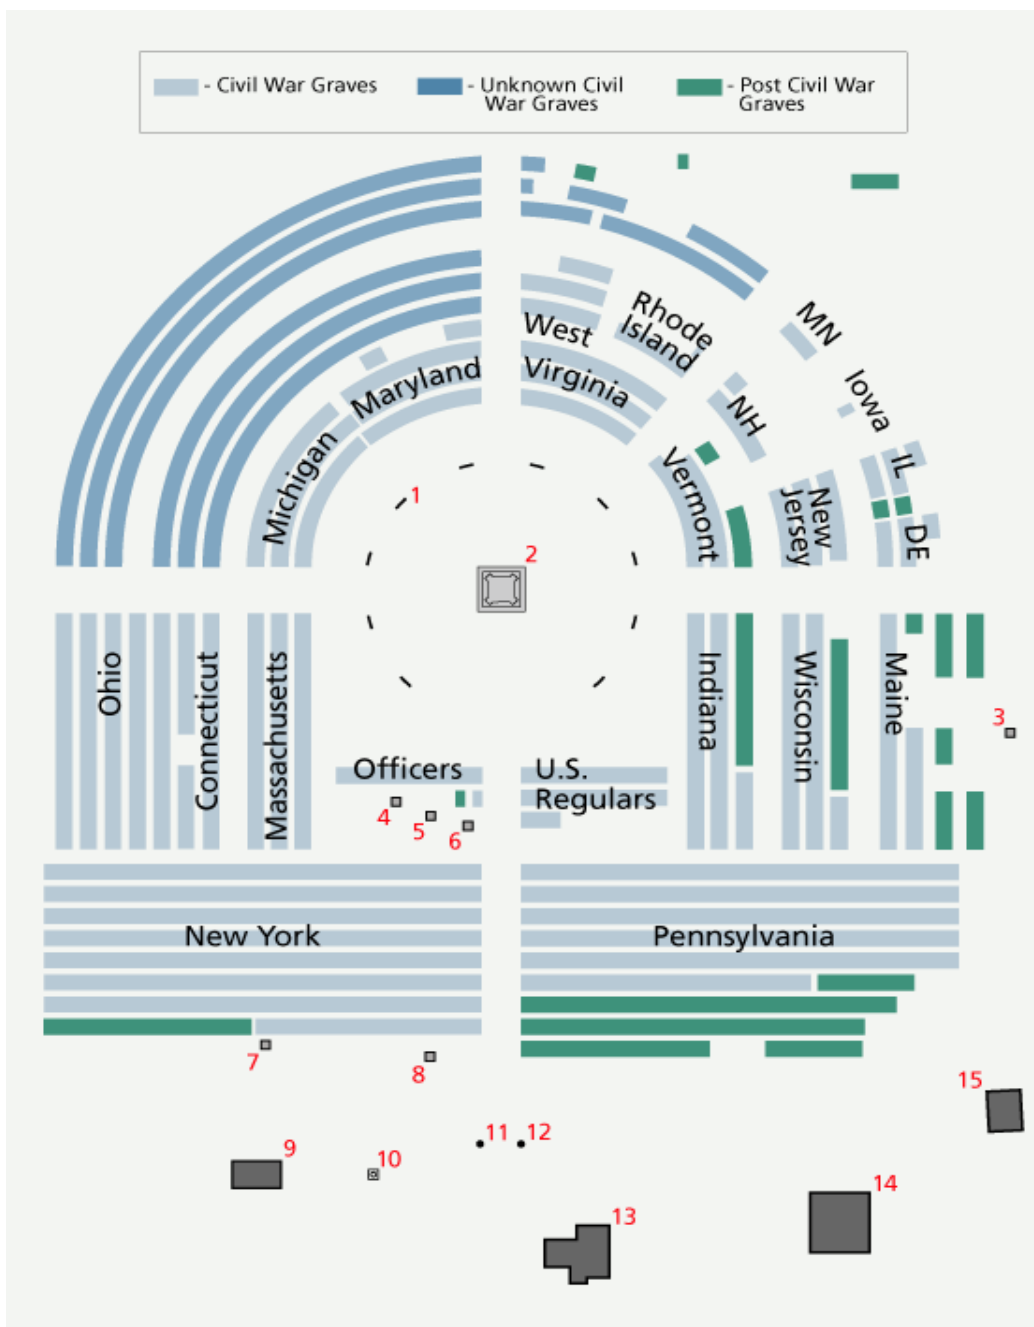 - Civil War Graves
- Unknown Civil
War Graves
- Post Civil War
Graves
West
Virginia
Rhode
Island
MN
Iowa
Maryland
Michigan
NH
Vermont
New
Jersey
IL
DE
1
2
Ohio
Connecticut
Massachusetts
Indiana
Wisconsin
Maine
3
Officers
U.S.
Regulars
4
5
6
New York
Pennsylvania
7
8
15
11
12
9
10
14
13